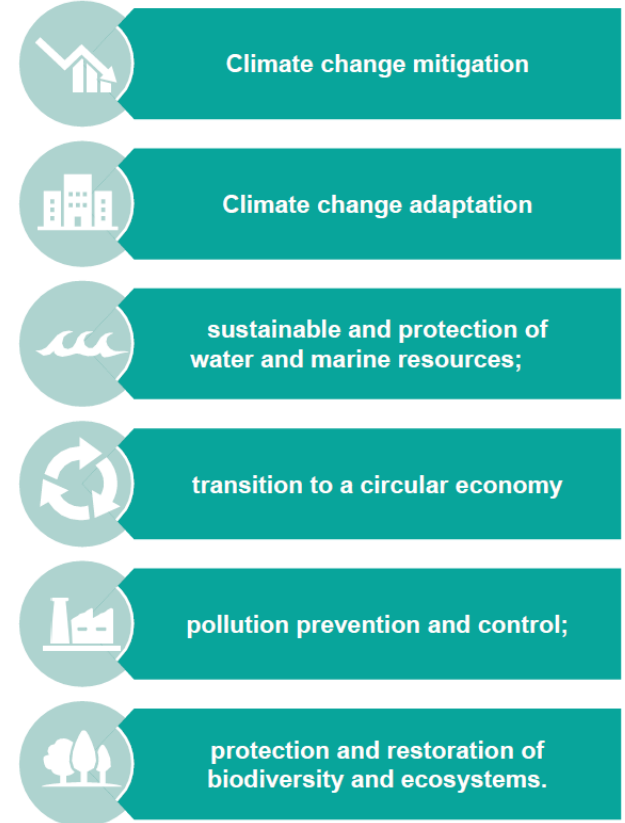 Climate change mitigation
Climate change adaptation
sustainable and protection of
water and marine resources;
transition to a circular economy
pollution prevention and control;
protection and restoration of
biodiversity and ecosystems.